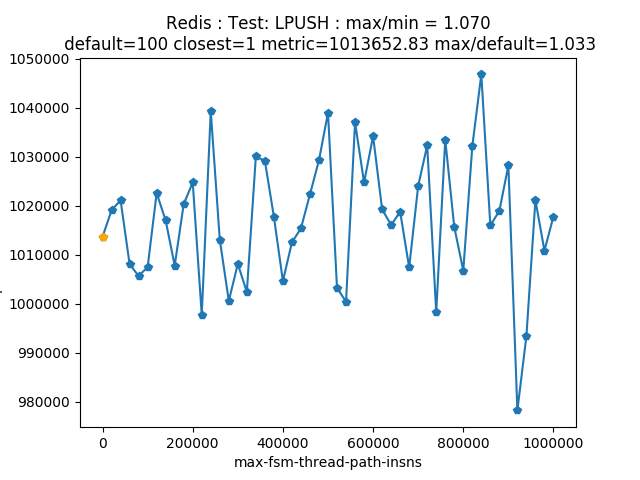 Redis : Test: LPUSH : max/min = 1.070
default=100 closest=1 metric=1013652.83 max/default=1.033
1050000
1040000
1030000
1020000
1010000
1000000
990000
980000
0 200000 400000 600000 800000 1000000
max-fsm-thread-path-insns